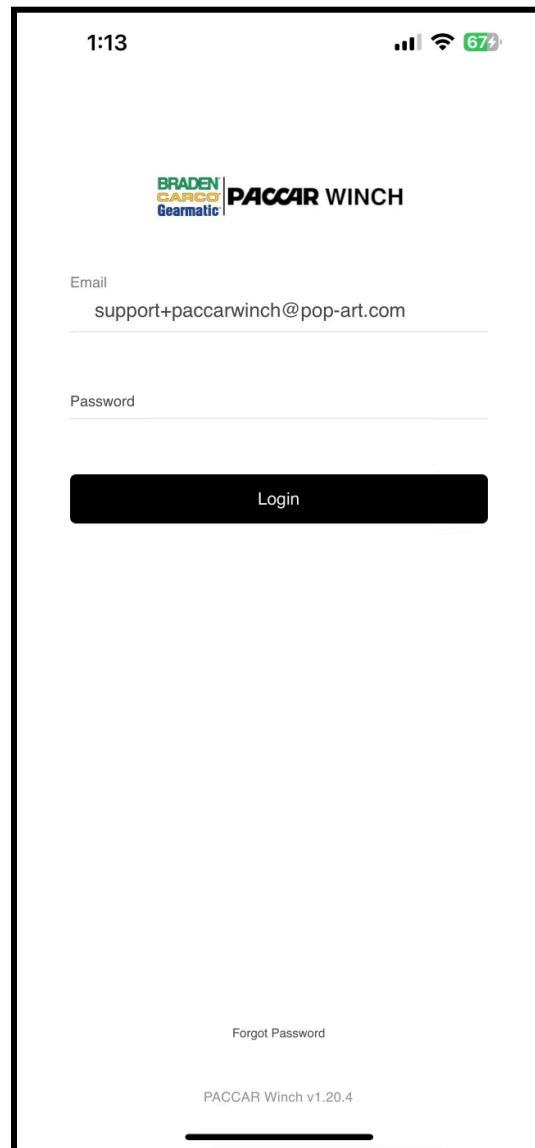 1:13
67
BRADEN
CARCO
Gearmatic
PACCAR WINCH
Email
support+paccarwinch@pop-art.com
Password
Login
Forgot Password
PACCAR Winch v1.20.4